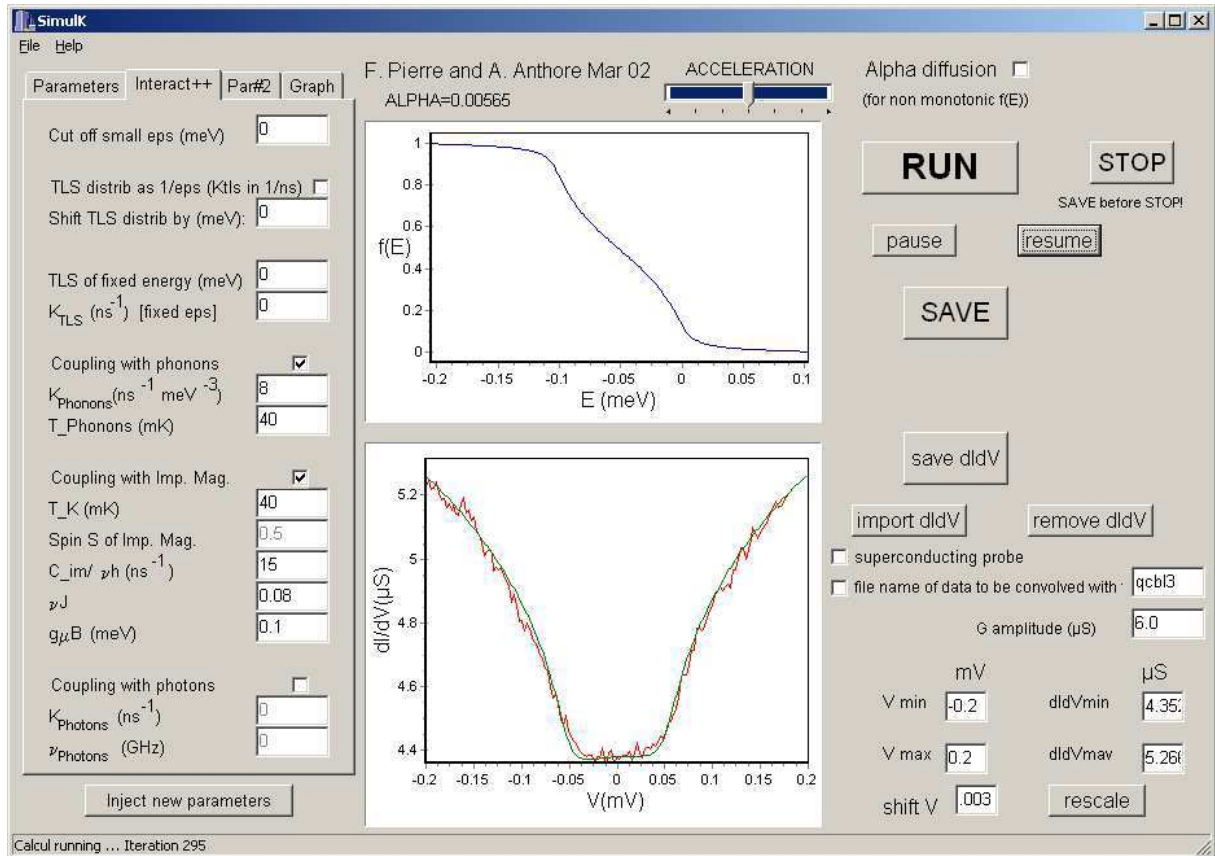 SimulK
File Help
Parameters Interact++ Par#2 Graph
Cut off small eps (meV) 0
TLS distrib as 1/eps (Ktls in 1/ns)
Shift TLS distrib by (meV): 0
TLS of fixed energy (meV) 0
K_TLS (ns^-1) [fixed eps] 0
Coupling with phonons
K_Phonons(ns^-1 meV^-3) 8
T_Phonons (mK) 40
Coupling with Imp. Mag.
T_K (mK) 40
Spin S of Imp. Mag. 0.5
C_im/ νh (ns^-1) 15
νJ 0.08
gμB (meV) 0.1
Coupling with photons
K_Photons (ns^-1) 0
ν_Photons (GHz) 0
Inject new parameters
F. Pierre and A. Anthore Mar 02
ALPHA=0.00565
ACCELERATION
1
0.8
0.6
f(E)
0.4
0.2
0
-0.2 -0.1 -0.05 0 0.05 0.1
E (meV)
5.2
5
dI/dV(µS)
4.8
4.6
4.4
-0.2 -0.15 -0.1 -0.05 0 0.05 0.1 0.15 0.2
V(mV)
Alpha diffusion
(for non monotonic f(E))
RUN STOP
SAVE before STOP!
pause resume
SAVE
save dIdV
import dIdV remove dIdV
superconducting probe
file name of data to be convolved with qcbl3
G amplitude (µS) 6.0
mV µS
V min -0.2 dIdVmin 4.352
V max 0.2 dIdVmav 5.266
shift V .003 rescale
Calcul running ... Iteration 295